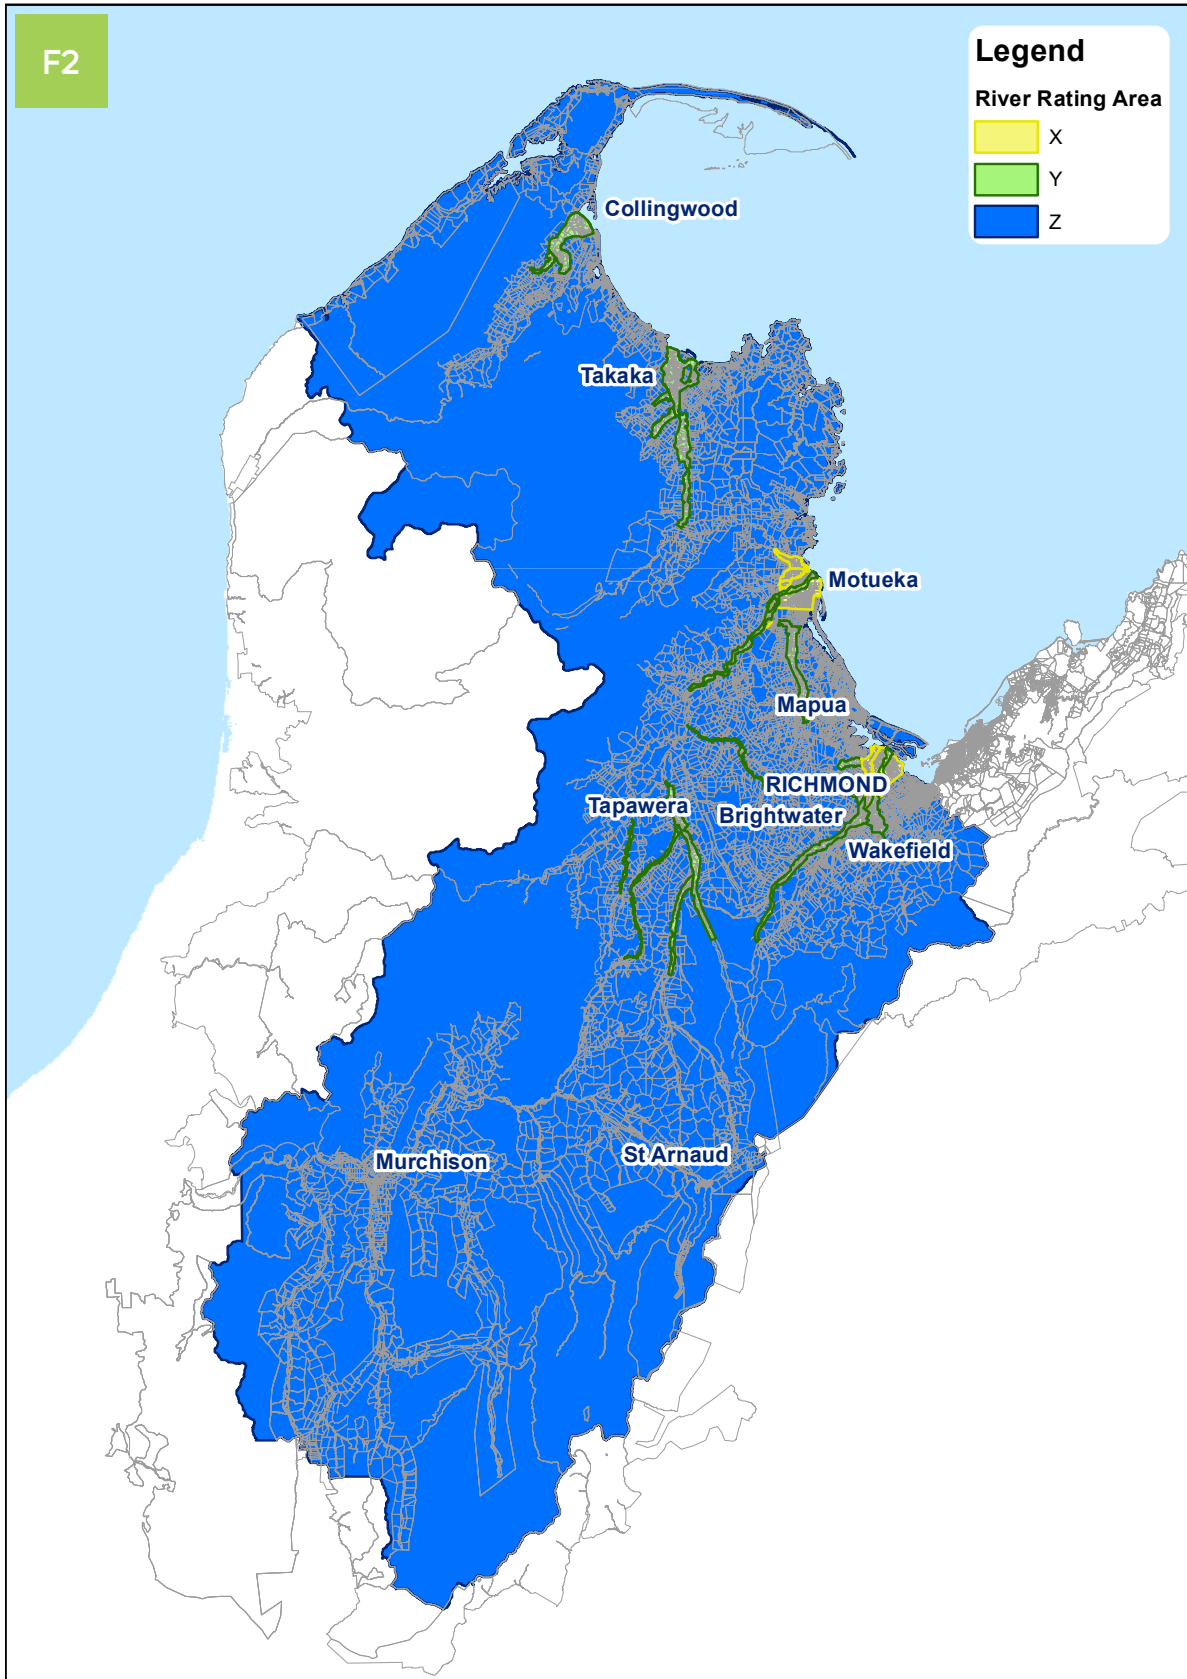 F2
Legend
River Rating Area
X
Y
Z
Collingwood
Takaka
Motueka
Mapua
RICHMOND
Tapawera
Brightwater
Wakefield
St Arnaud
Murchison